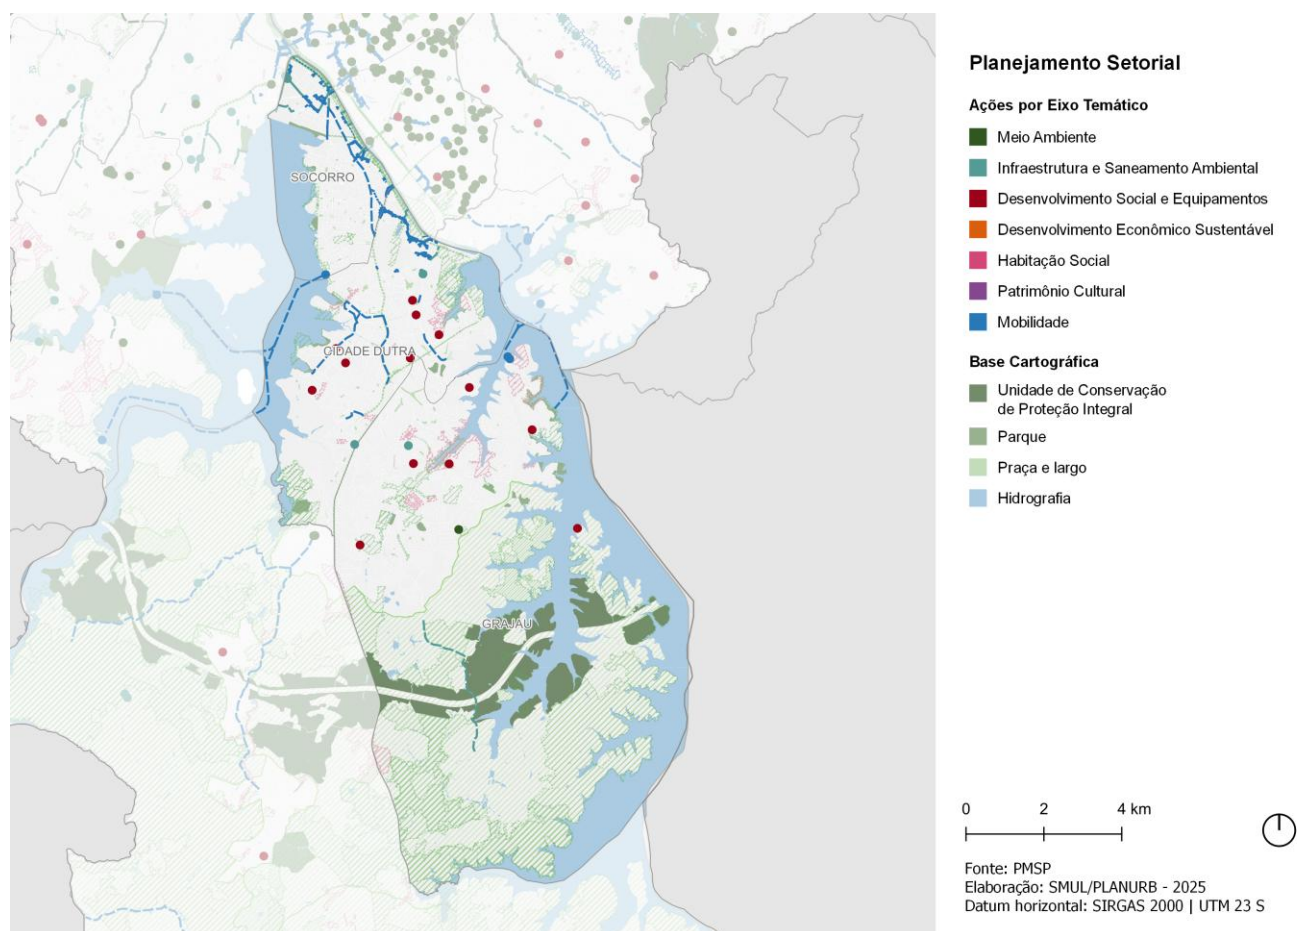 SOCORRO
CIDADE DUTRA
GRAJAÚ
Planejamento Setorial
Ações por Eixo Temático
Meio Ambiente
Infraestrutura e Saneamento Ambiental
Desenvolvimento Social e Equipamentos
Desenvolvimento Econômico Sustentável
Habitação Social
Patrimônio Cultural
Mobilidade
Base Cartográfica
Unidade de Conservação
de Proteção Integral
Parque
Praça e largo
Hidrografia
0 2 4 km
Fonte: PMSP
Elaboração: SMUL/PLANURB - 2025
Datum horizontal: SIRGAS 2000 | UTM 23 S